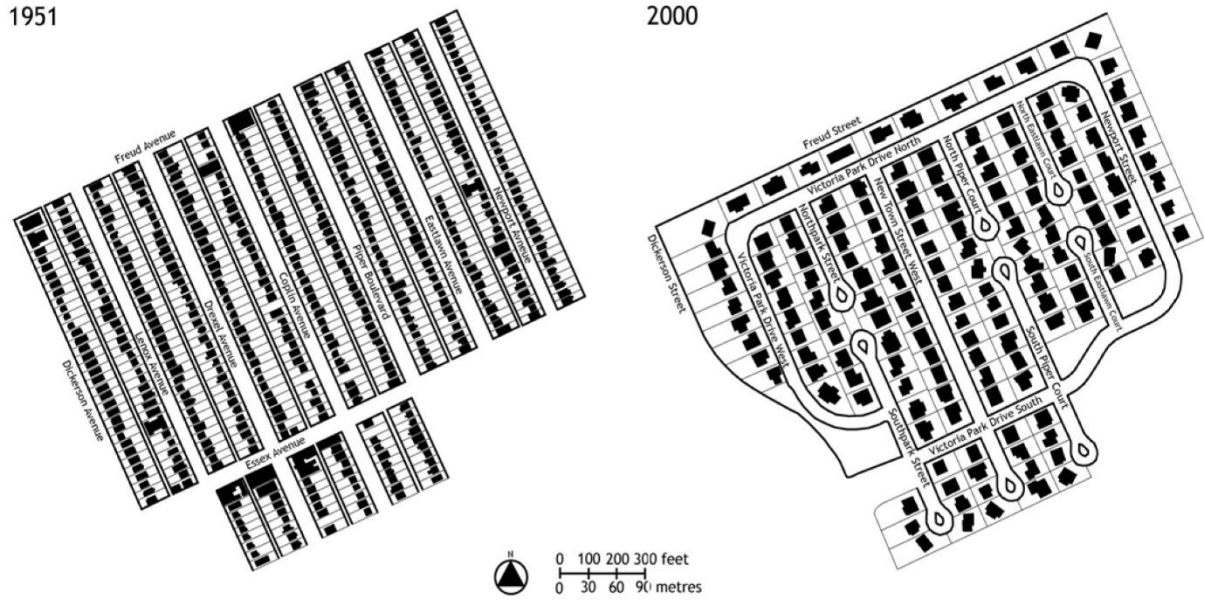 1951
Freud Avenue
Dickerson Avenue
Lenox Avenue
Drexel Avenue
Coplin Avenue
Piper Boulevard
Eastlawn Avenue
Newport Avneue
Essex Avenue
2000
Freud Street
Victoria Park Drive North
Dickerson Street
Victoria Park Drive West
Northpark Street
New Town Street West
North Piper Court
North Eastlawn Court
Newport Street
South Eastlawn Court
South Piper Court
Southpark Street
Victoria Park Drive South
N
0 100 200 300 feet
0 30 60 90 metres